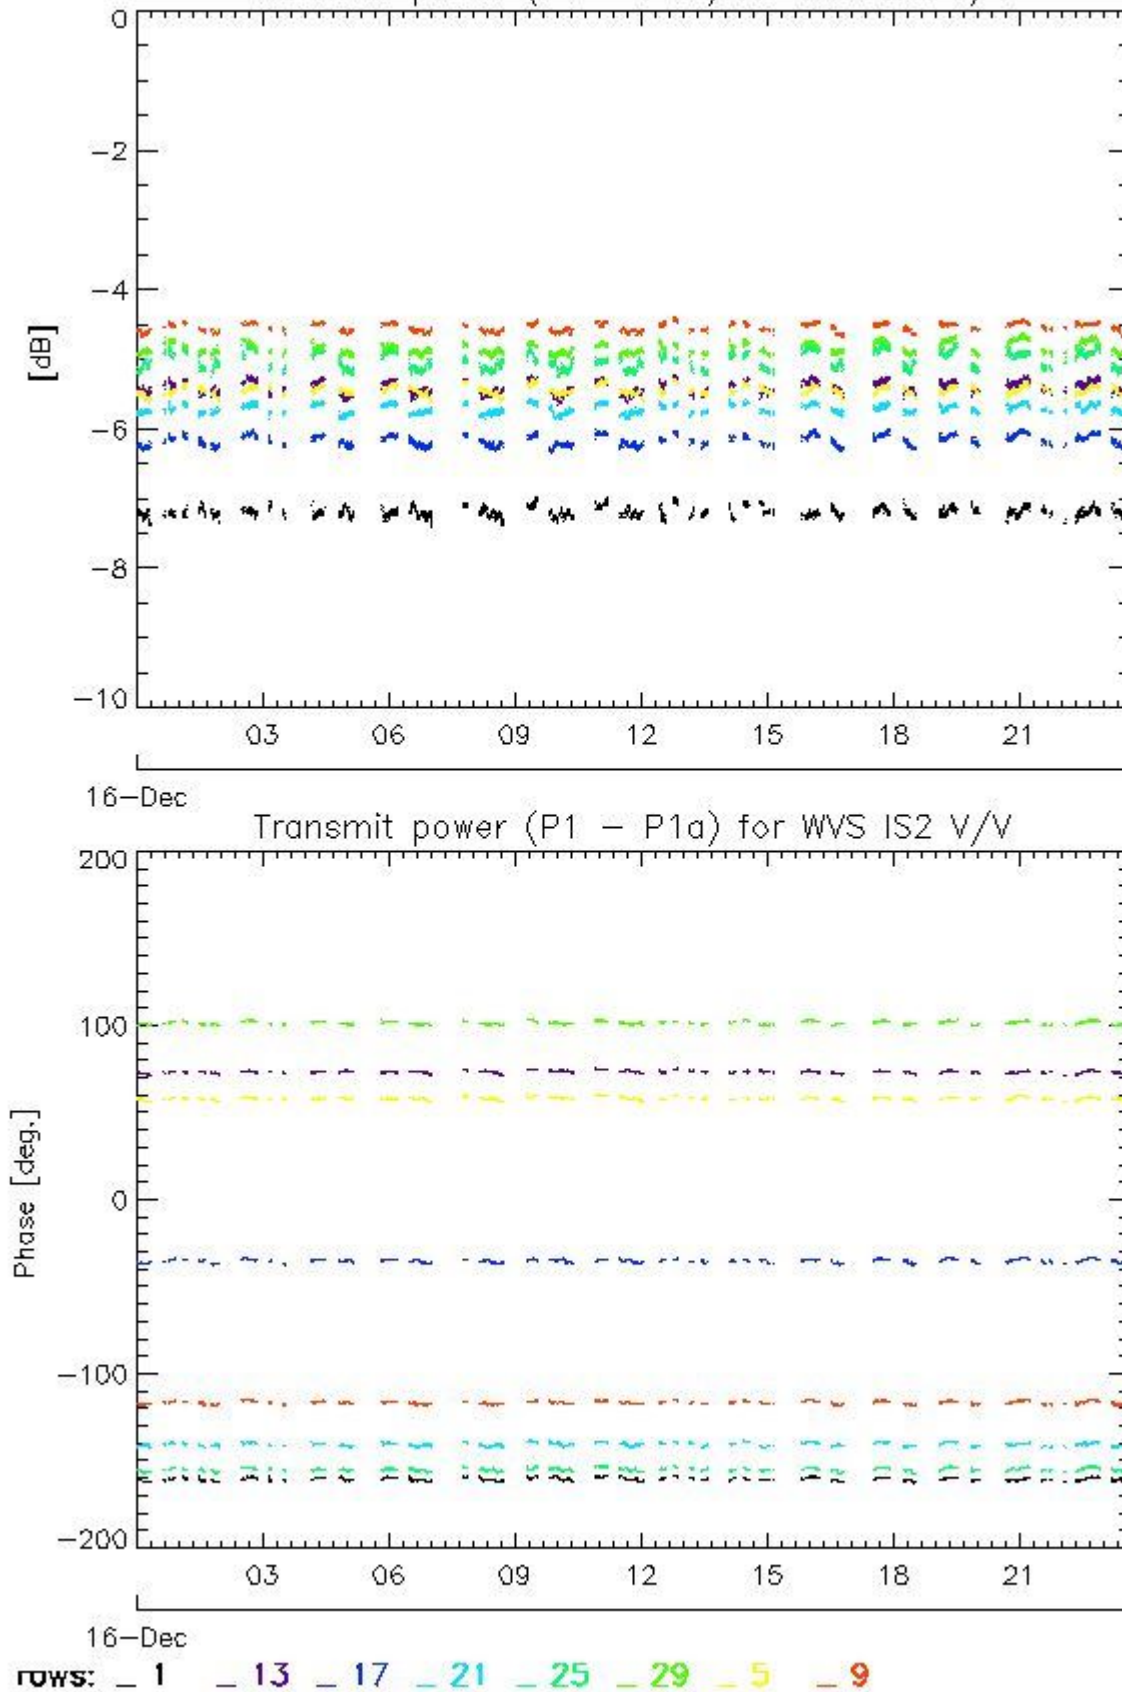 0
-2
-4
-6
-8
-10
[dB]
03 06 09 12 15 18 21
16-Dec
Transmit power (P1 - P1a) for WVS IS2 V/V
200
100
0
-100
-200
Phase [deg.]
03 06 09 12 15 18 21
16-Dec
rows: _ 1 _ 13 _ 17 _ 21 _ 25 _ 29 _ 5 _ 9